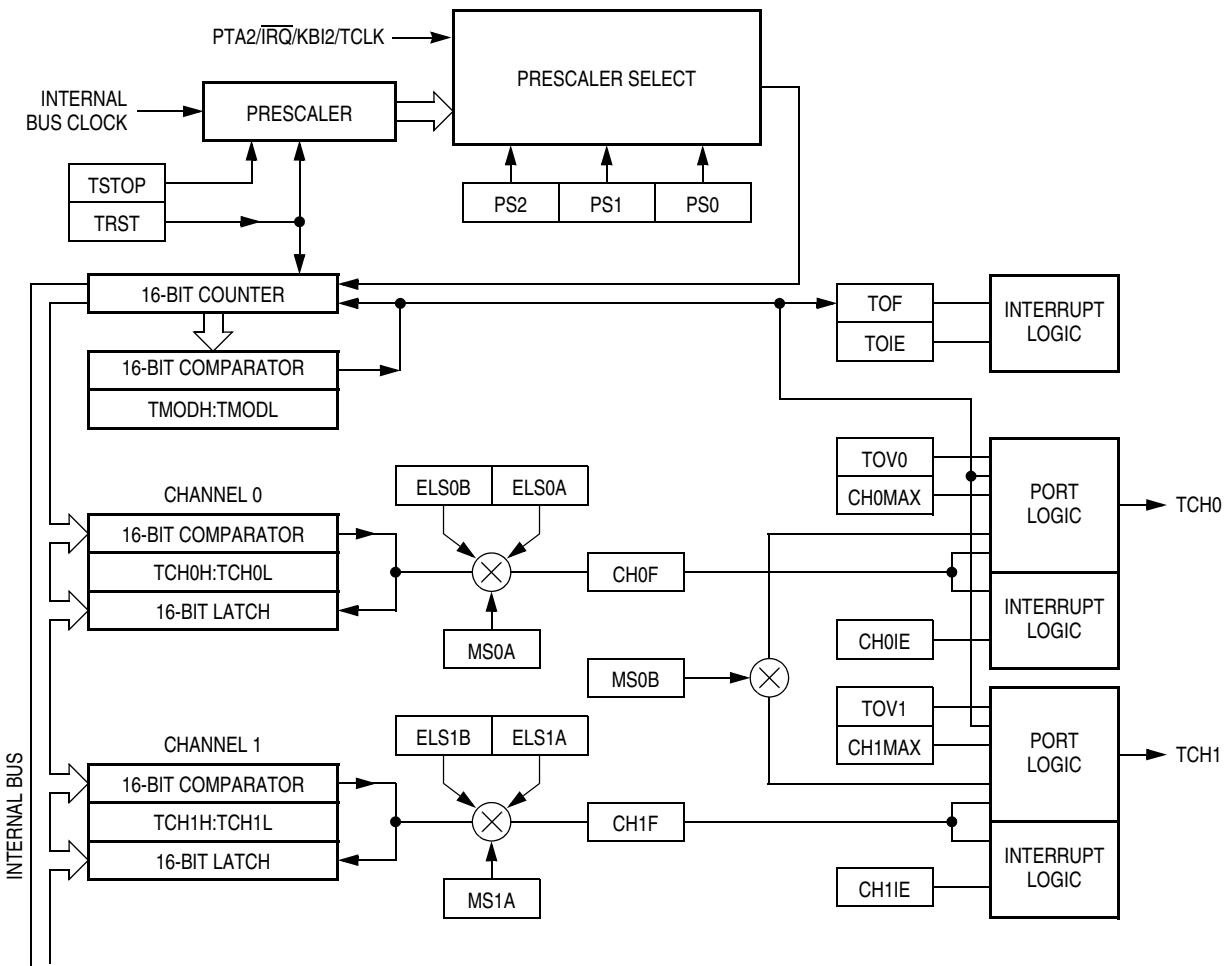 PTA2/IRQ/KBI2/TCLK
PRESCALER SELECT
INTERNAL
BUS CLOCK
PRESCALER
TSTOP
TRST
PS2
PS1
PS0
16-BIT COUNTER
16-BIT COMPARATOR
TMODH:TMODL
TOF
TOIE
INTERRUPT
LOGIC
CHANNEL 0
16-BIT COMPARATOR
TCH0H:TCH0L
16-BIT LATCH
ELS0B
ELS0A
MS0A
CH0F
TOV0
CH0MAX
PORT
LOGIC
TCH0
INTERRUPT
LOGIC
CH0IE
MS0B
CHANNEL 1
16-BIT COMPARATOR
TCH1H:TCH1L
16-BIT LATCH
ELS1B
ELS1A
MS1A
CH1F
TOV1
CH1MAX
PORT
LOGIC
TCH1
INTERRUPT
LOGIC
CH1IE
INTERNAL BUS